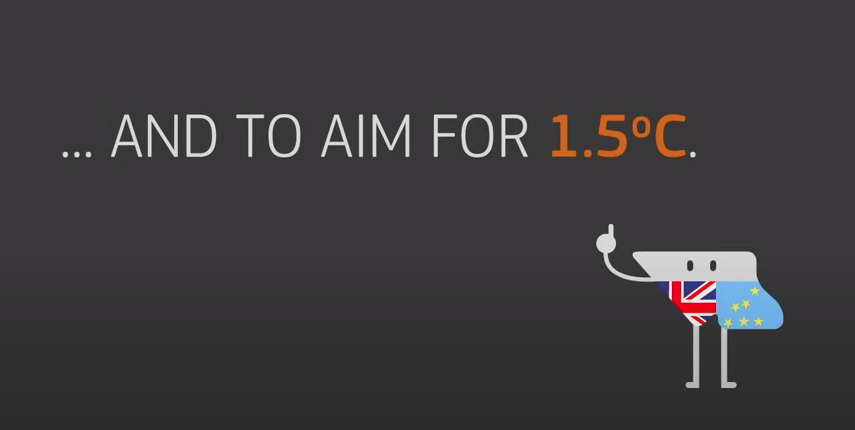 ... AND TO AIM FOR 1.5ºC.